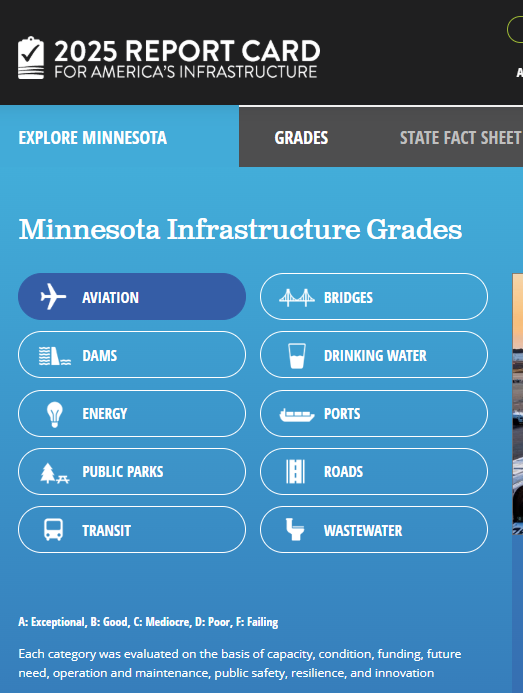 2025 REPORT CARD
FOR AMERICA'S INFRASTRUCTURE
EXPLORE MINNESOTA
GRADES
STATE FACT SHEET
Minnesota Infrastructure Grades
AVIATION
BRIDGES
DAMS
DRINKING WATER
ENERGY
PORTS
PUBLIC PARKS
ROADS
TRANSIT
WASTEWATER
A: Exceptional, B: Good, C: Mediocre, D: Poor, F: Failing
Each category was evaluated on the basis of capacity, condition, funding, future
need, operation and maintenance, public safety, resilience, and innovation